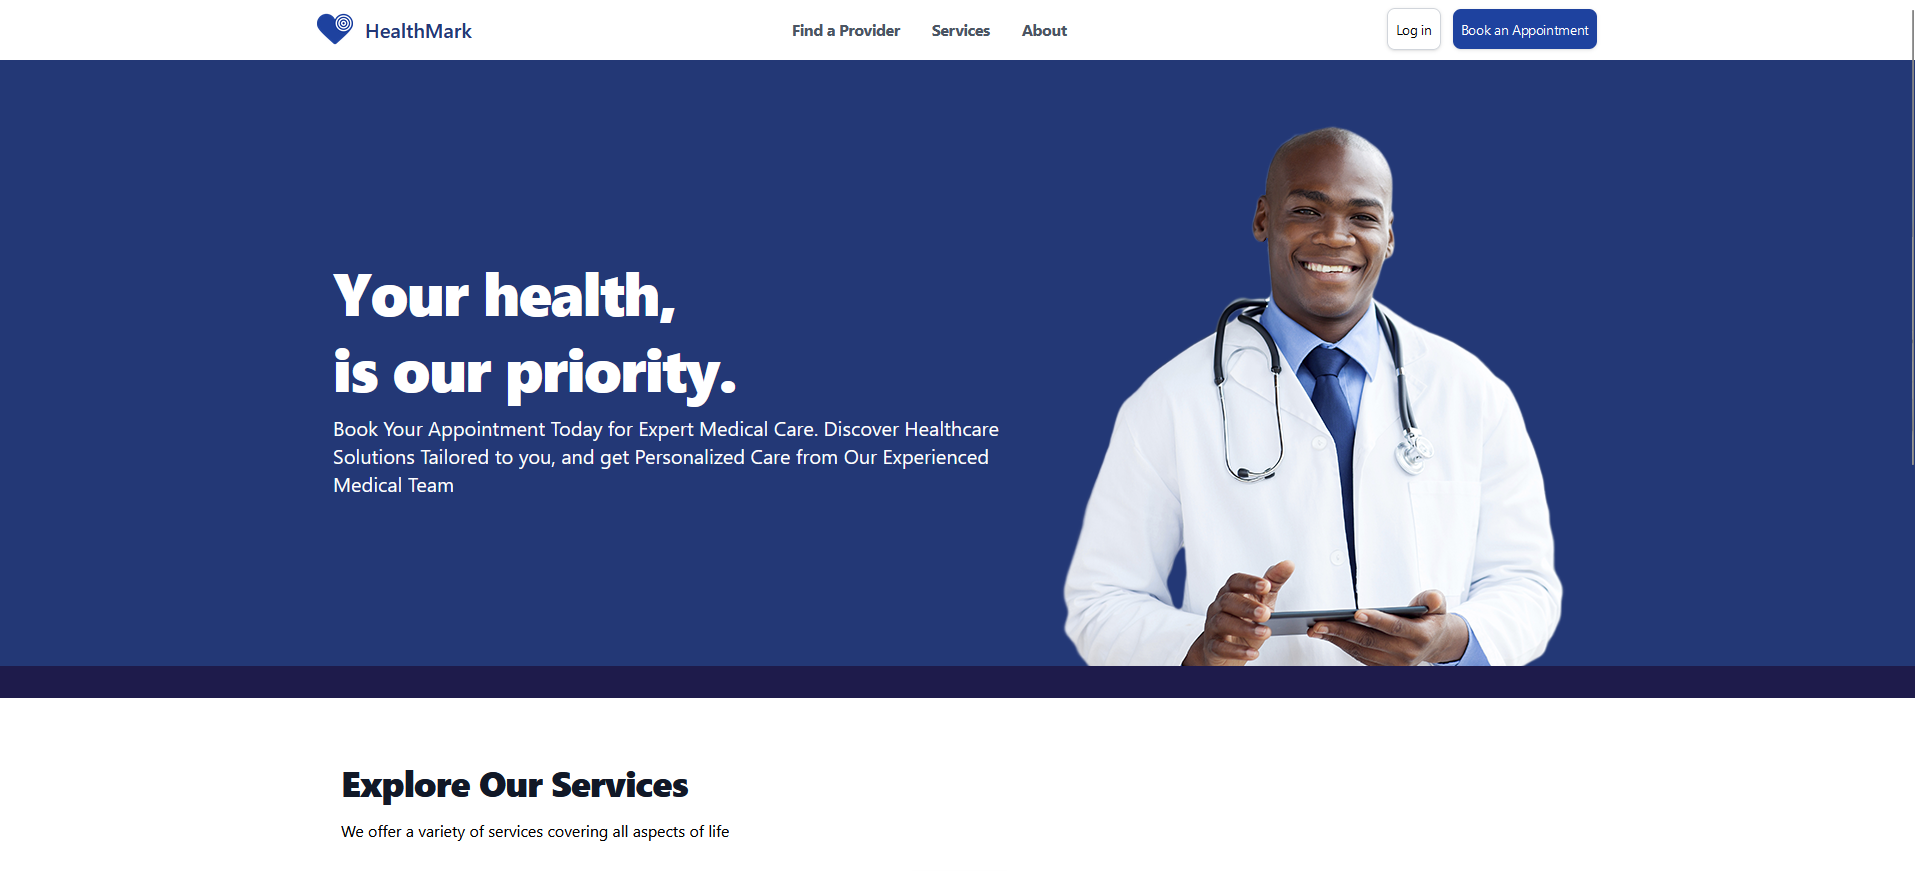 HealthMark
Find a Provider
Services
About
Log in
Book an Appointment
Your health,
is our priority.
Book Your Appointment Today for Expert Medical Care. Discover Healthcare
Solutions Tailored to you, and get Personalized Care from Our Experienced
Medical Team
Explore Our Services
We offer a variety of services covering all aspects of life